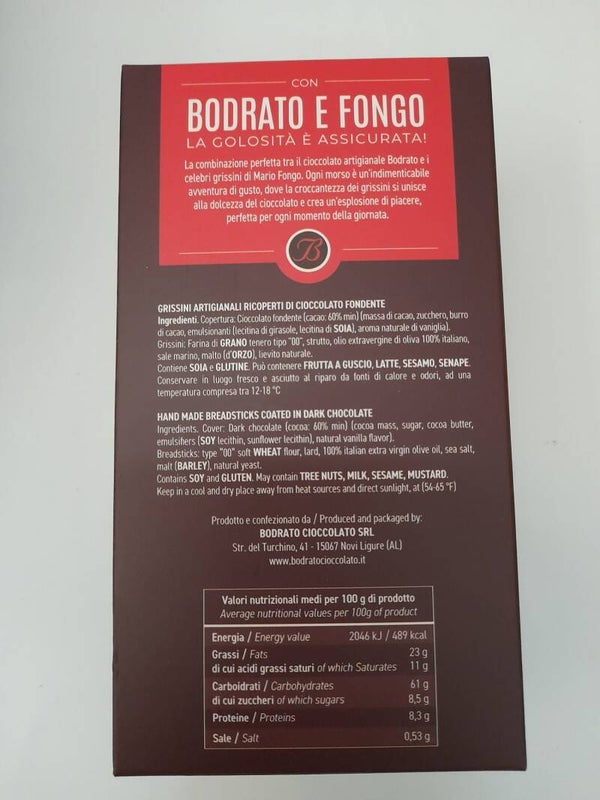 CON
BODRATO E FONGO
LA GOLOSITÀ È ASSICURATA!
La combinazione perfetta tra il cioccolato artigianale Bodrato e i
celebri grissini di Mario Fongo. Ogni morso è un'indimenticabile
avventura di gusto, dove la croccantezza dei grissini si unisce
alla dolcezza del cioccolato e crea un'esplosione di piacere,
perfetta per ogni momento della giornata.
B
GRISSINI ARTIGIANALI RICOPERTI DI CIOCCOLATO FONDENTE
Ingredienti. Copertura: Cioccolato fondente (cacao: 60% min) (massa di cacao, zucchero, burro
di cacao, emulsionanti (lecitina di girasole, lecitina di SOIA), aroma naturale di vaniglia).
Grissini: Farina di GRANO tenero tipo "00", strutto, olio extravergine di oliva 100% italiano,
sale marino, malto (d'ORZO), lievito naturale.
Contiene SOIA e GLUTINE. Può contenere FRUTTA A GUSCIO, LATTE, SESAMO, SENAPE.
Conservare in luogo fresco e asciutto al riparo da fonti di calore e odori, ad una
temperatura compresa tra 12-18 °C
HAND MADE BREADSTICKS COATED IN DARK CHOCOLATE
Ingredients. Cover: Dark chocolate (cocoa: 60% min) (cocoa mass, sugar, cocoa butter,
emulsifers (SOY lecithin, sunflower lecithin), natural vanilla flavor).
Breadsticks: type "00" soft WHEAT flour, lard, 100% italian extra virgin olive oil, sea salt,
malt (BARLEY), natural yeast.
Contains SOY and GLUTEN. May contain TREE NUTS, MILK, SESAME, MUSTARD.
Keep in a cool and dry place away from heat sources and direct sunlight, at (54-65 °F)
Prodotto e confezionato da / Produced and packaged by:
BODRATO CIOCCOLATO SRL
Str. del Turchino, 41 - 15067 Novi Ligure (AL)
www.bodratocioccolato.it
Valori nutrizionali medi per 100 g di prodotto
Average nutritional values per 100g of product
Energia / Energy value 2046 kJ / 489 kcal
Grassi / Fats 23 g
di cui acidi grassi saturi of which Saturates 11 g
Carboidrati / Carbohydrates 61 g
di cui zuccheri of which sugars 8,5 g
Proteine / Proteins 8,3 g
Sale / Salt 0,53 g